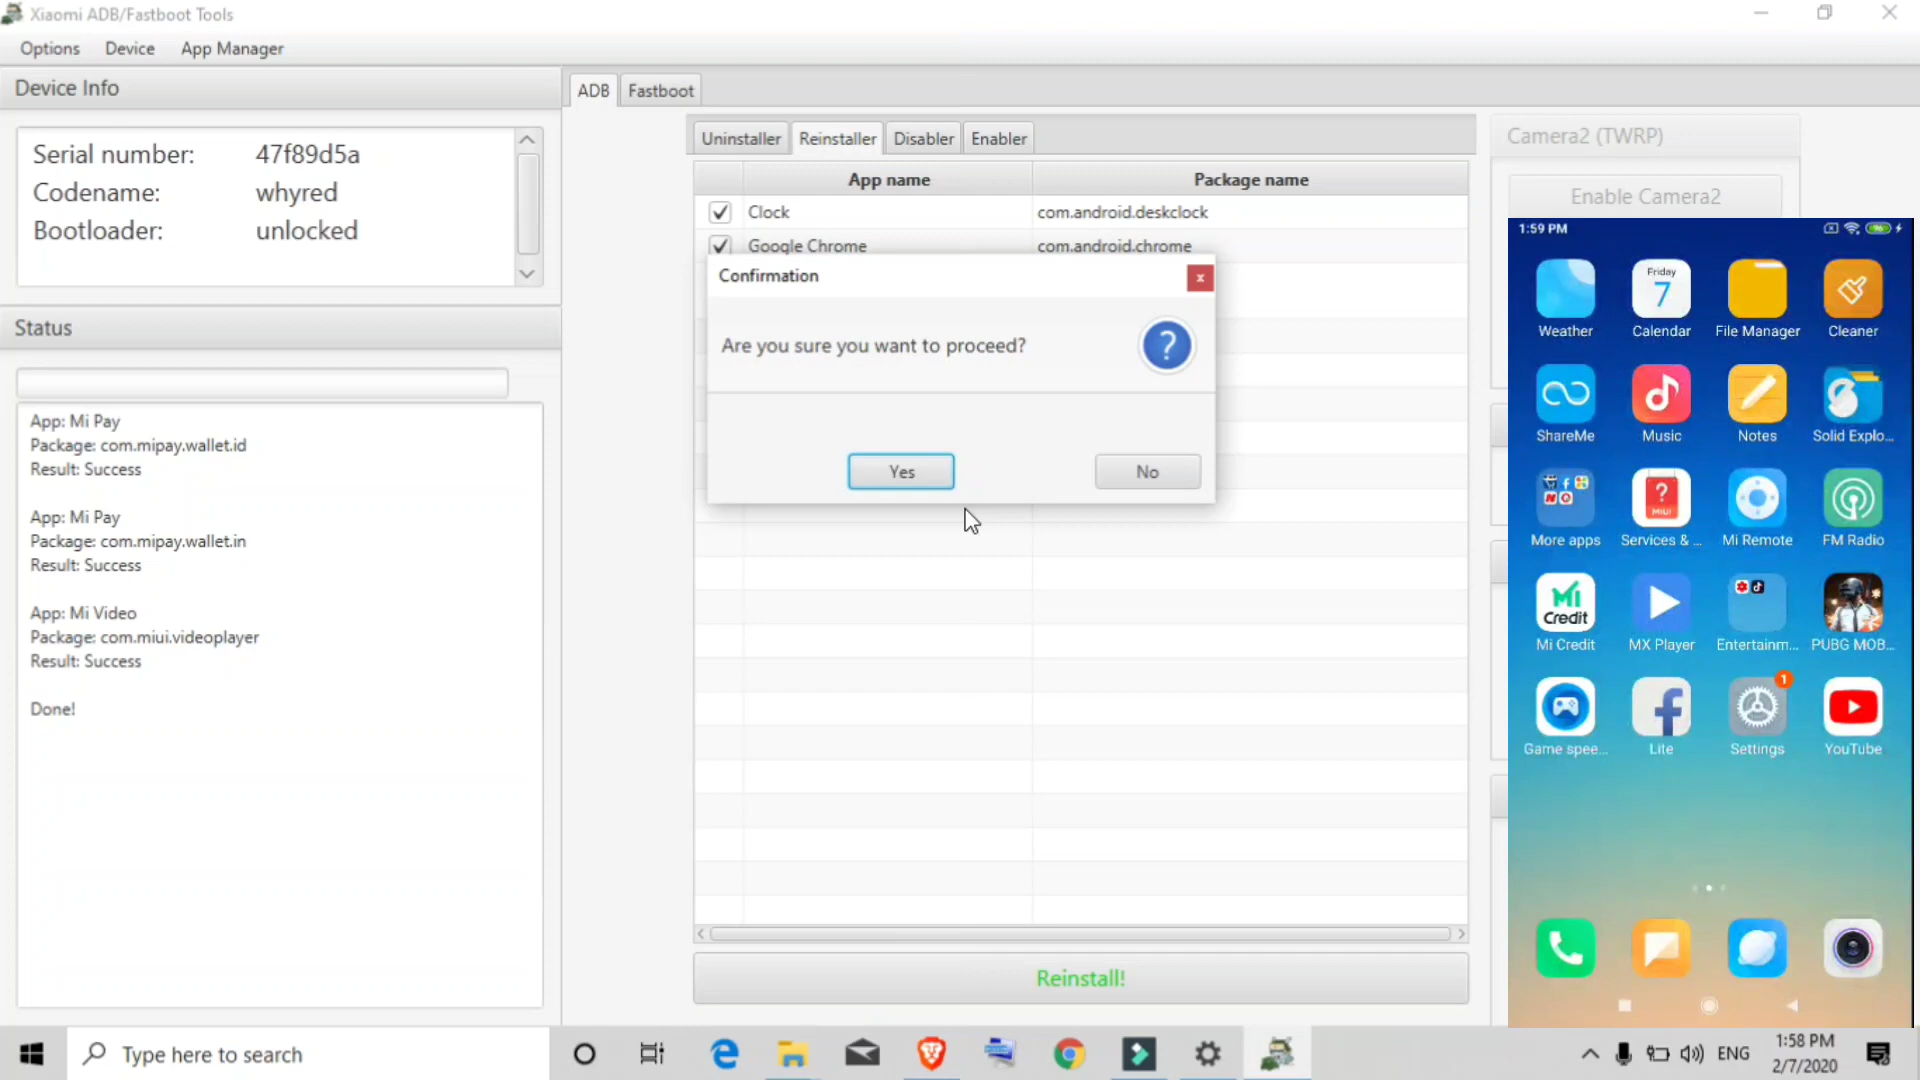 Xiaomi ADB/Fastboot Tools
Options Device App Manager
Device Info
Serial number: 47f89d5a
Codename: whyred
Bootloader: unlocked
Status
App: Mi Pay
Package: com.mipay.wallet.id
Result: Success
App: Mi Pay
Package: com.mipay.wallet.in
Result: Success
App: Mi Video
Package: com.miui.videoplayer
Result: Success
Done!
ADB Fastboot
Uninstaller Reinstaller Disabler Enabler
App name Package name
Clock com.android.deskclock
Google Chrome com.android.chrome
Confirmation
x
Are you sure you want to proceed?
?
Yes No
Reinstall!
Camera2 (TWRP)
Enable Camera2
1:59 PM
Friday
7
Weather Calendar File Manager Cleaner
ShareMe Music Notes Solid Explo...
?
MIUI
More apps Services & ... Mi Remote FM Radio
Mi
Credit
Mi Credit MX Player Entertainm... PUBG MOB...
1
Game spee... Lite Settings YouTube
Type here to search
ENG
1:58 PM
2/7/2020